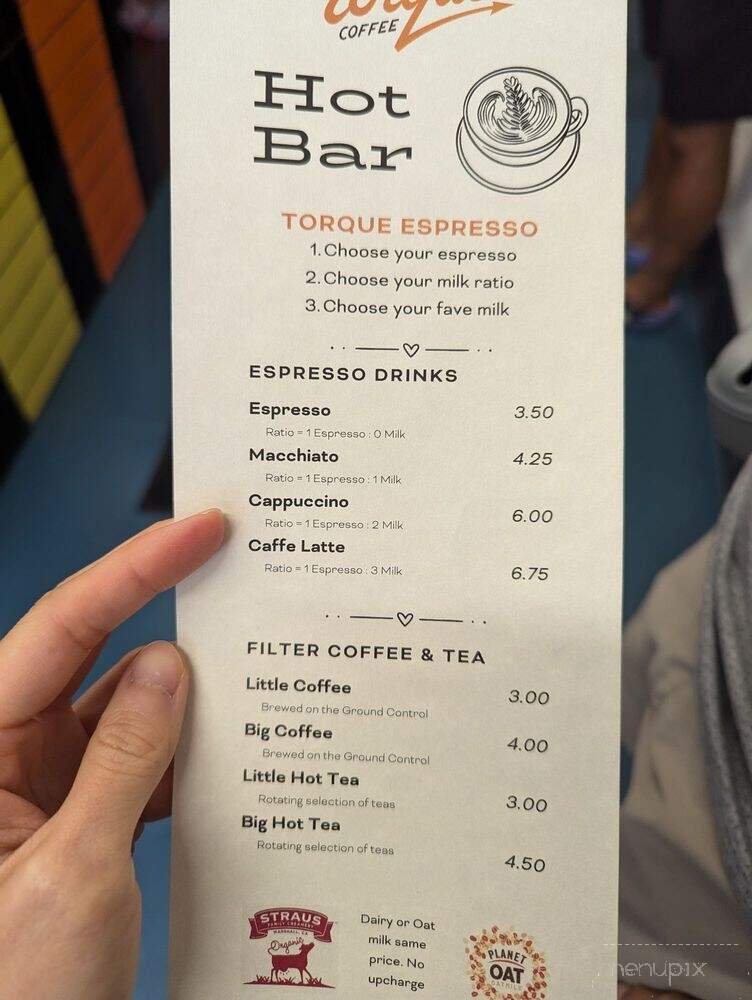 COFFEE
Hot
Bar
TORQUE ESPRESSO
1. Choose your espresso
2. Choose your milk ratio
3. Choose your fave milk
ESPRESSO DRINKS
Espresso 3.50
Ratio = 1 Espresso : 0 Milk
Macchiato 4.25
Ratio = 1 Espresso : 1 Milk
Cappuccino 6.00
Ratio = 1 Espresso : 2 Milk
Caffe Latte 6.75
Ratio = 1 Espresso : 3 Milk
FILTER COFFEE & TEA
Little Coffee 3.00
Brewed on the Ground Control
Big Coffee 4.00
Brewed on the Ground Control
Little Hot Tea 3.00
Rotating selection of teas
Big Hot Tea 4.50
Rotating selection of teas
STRAUS
FAMILY CREAMERY
MARSHALL, CA
Organic
Dairy or Oat
milk same
price. No
upcharge
PLANET
OAT
OATMILK
menupix